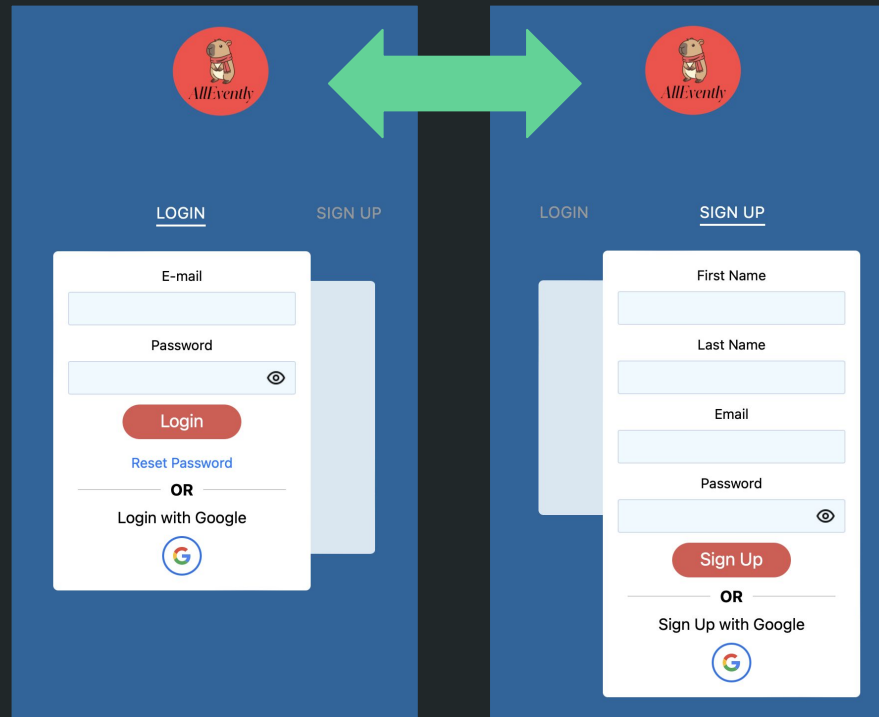 AllEvently
LOGIN
SIGN UP
E-mail
Password
Login
Reset Password
OR
Login with Google
G
AllEvently
LOGIN
SIGN UP
First Name
Last Name
Email
Password
Sign Up
OR
Sign Up with Google
G